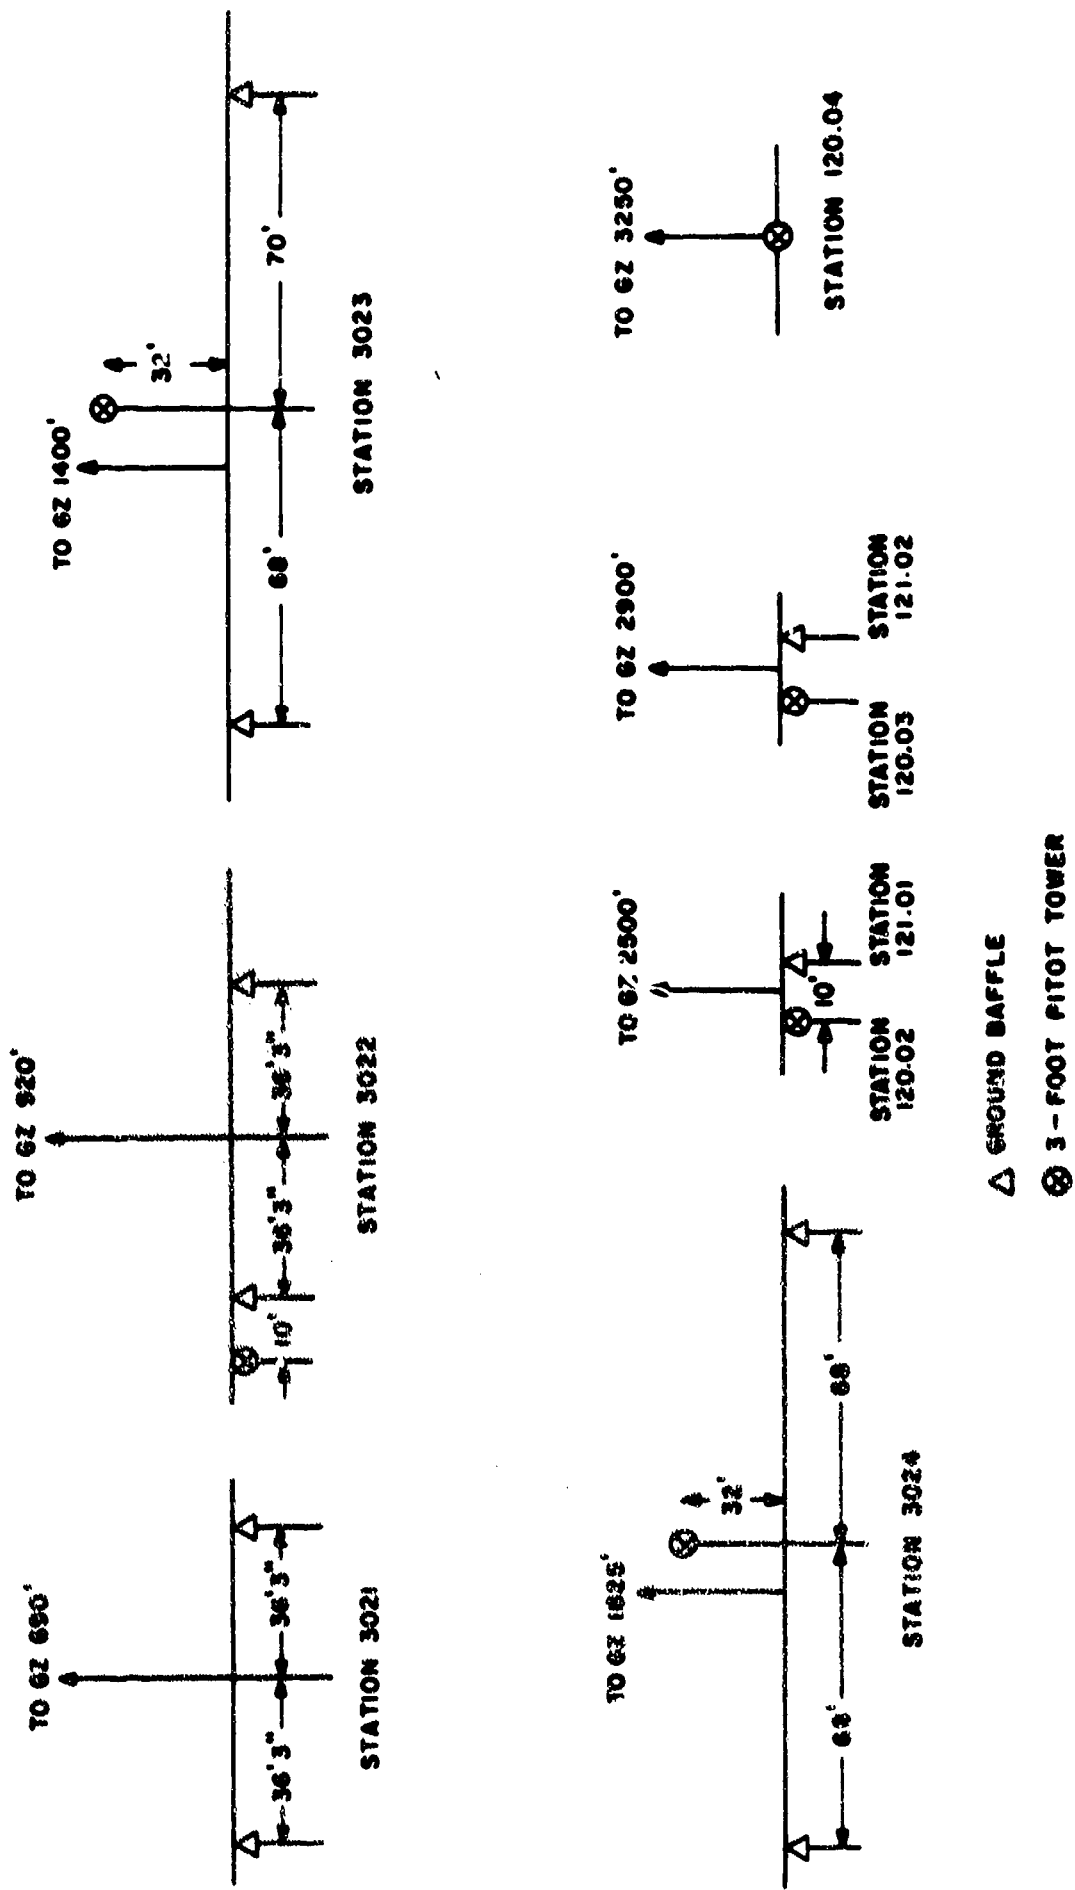 TO GZ 690'
36'3"
36'3"
STATION 3021
TO GZ 920'
10'
36'3"
36'3"
STATION 3022
TO GZ 1400'
32'
68'
70'
STATION 3023
TO GZ 1825'
32'
68'
68'
STATION 3024
TO GZ 2500'
10'
STATION
120.02
STATION
121.01
TO GZ 2900'
STATION
120.03
STATION
121.02
TO GZ 3250'
STATION 120.04
GROUND BAFFLE
3-FOOT PITOT TOWER